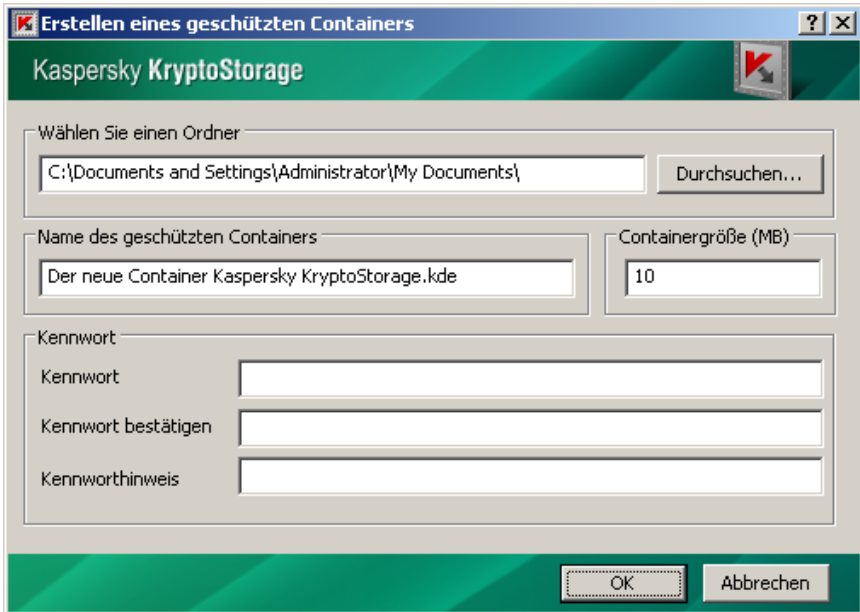 Erstellen eines geschützten Containers
Kaspersky KryptoStorage
Wählen Sie einen Ordner
C:\Documents and Settings\Administrator\My Documents\
Durchsuchen...
Name des geschützten Containers
Containergröße (MB)
Der neue Container Kaspersky KryptoStorage.kde
10
Kennwort
Kennwort
Kennwort bestätigen
Kennworthinweis
OK
Abbrechen